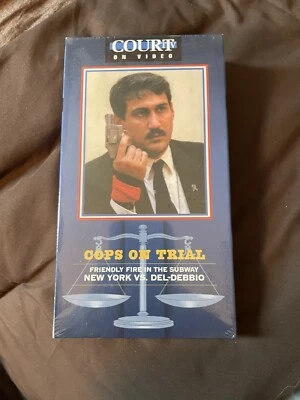 COURT
ON VIDEO
COPS ON TRIAL
FRIENDLY FIRE IN THE SUBWAY
NEW YORK VS. DEL-DEBBIO